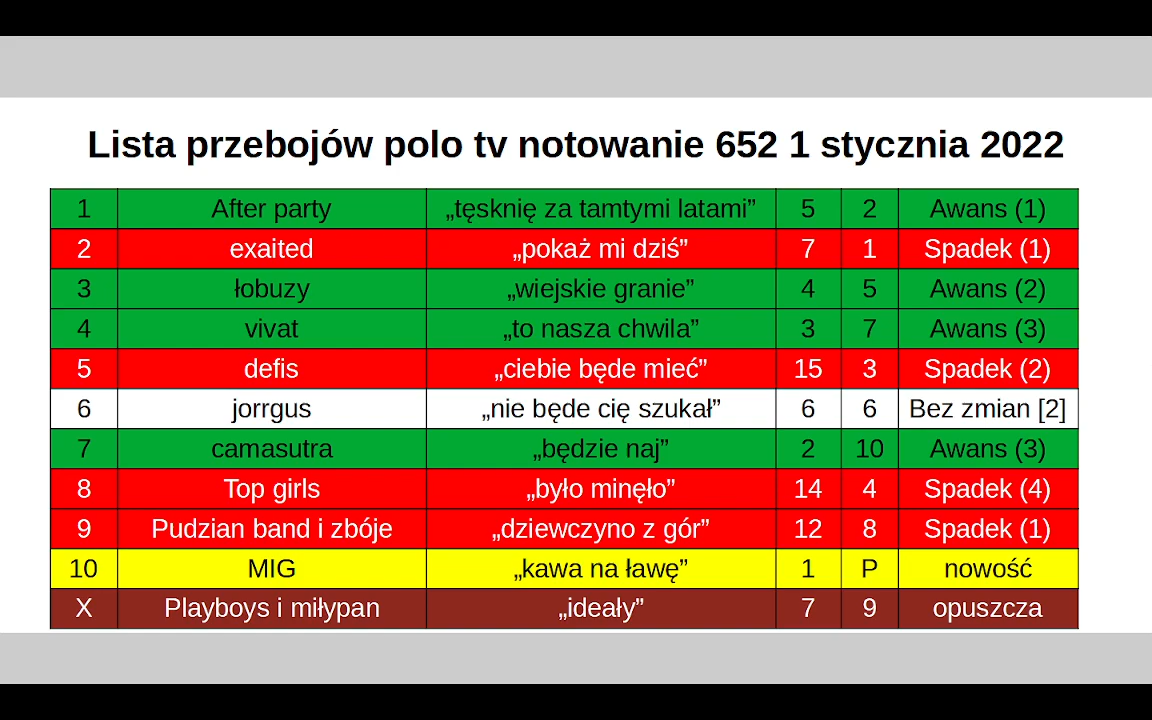 Lista przebojów polo tv notowanie 652 1 stycznia 2022
1 After party „tęsknię za tamtymi latami” 5 2 Awans (1)
2 exaited „pokaż mi dziś” 7 1 Spadek (1)
3 łobuzy „wiejskie granie” 4 5 Awans (2)
4 vivat „to nasza chwila” 3 7 Awans (3)
5 defis „ciebie będe mieć” 15 3 Spadek (2)
6 jorrgus „nie będe cię szukał” 6 6 Bez zmian [2]
7 camasutra „będzie naj” 2 10 Awans (3)
8 Top girls „było minęło” 14 4 Spadek (4)
9 Pudzian band i zbóje „dziewczyno z gór” 12 8 Spadek (1)
10 MIG „kawa na ławę” 1 P nowość
X Playboys i miłypan „ideały” 7 9 opuszcza